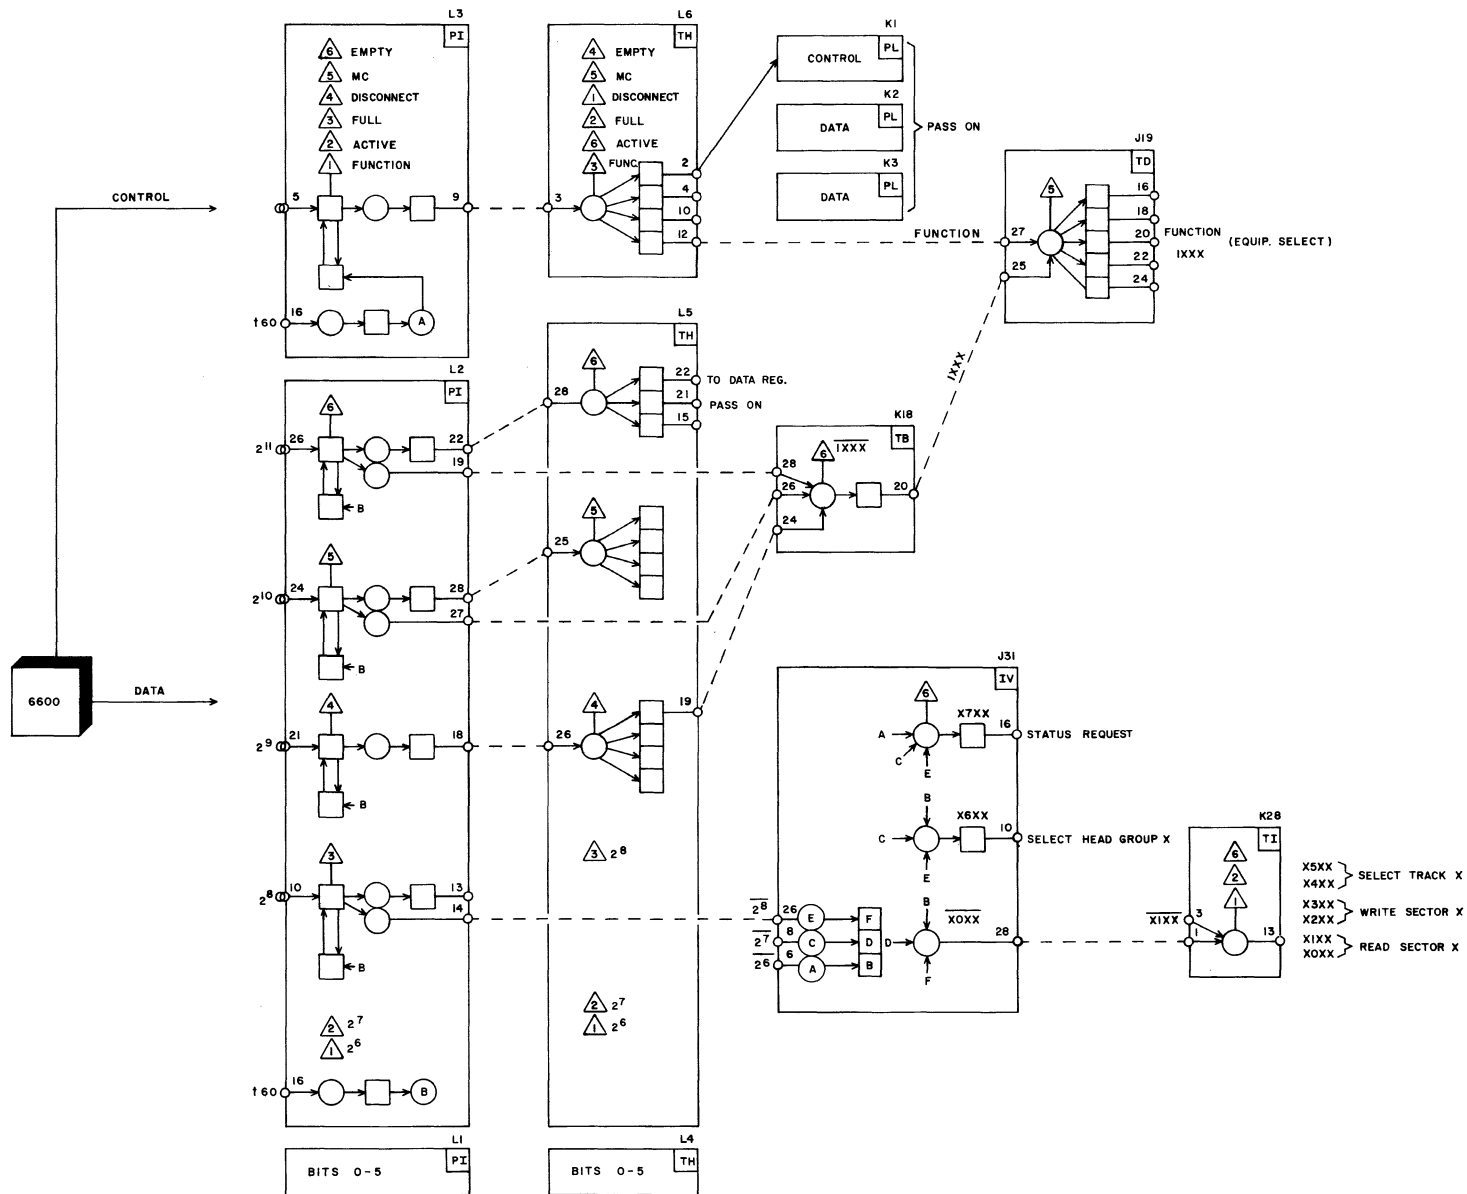 L3
PI
6 EMPTY
5 MC
4 DISCONNECT
3 FULL
2 ACTIVE
1 FUNCTION
CONTROL
5
9
t60
16
A
L6
TH
4 EMPTY
5 MC
1 DISCONNECT
2 FULL
6 ACTIVE
3 FUNC.
3
2
4
10
12
K1
PL
CONTROL
K2
PL
DATA
K3
PL
DATA
PASS ON
FUNCTION
J19
TD
5
27
25
16
18
20
22
24
FUNCTION
1XXX
(EQUIP. SELECT)
1XXX
L2
PI
6
2¹¹
26
22
19
B
5
2¹⁰
24
28
27
B
4
2⁹
21
18
B
3
2⁸
10
13
14
B
2 2⁷
1 2⁶
t60
16
B
L5
TH
6
28
22
TO DATA REG.
21
PASS ON
15
5
25
4
26
19
3 2⁸
2 2⁷
1 2⁶
K18
TB
6
1XXX
28
26
24
20
6600
DATA
J31
IV
6
A
C
E
X7XX
16
STATUS REQUEST
B
C
E
X6XX
10
SELECT HEAD GROUP X
B
2⁸
26
E
F
2⁷
8
C
D
D
2⁶
6
A
B
F
X0XX
28
K28
TI
6
2
1
X1XX
3
1
13
X5XX
X4XX
SELECT TRACK X
X3XX
X2XX
WRITE SECTOR X
X1XX
X0XX
READ SECTOR X
L1
PI
BITS 0-5
L4
TH
BITS 0-5